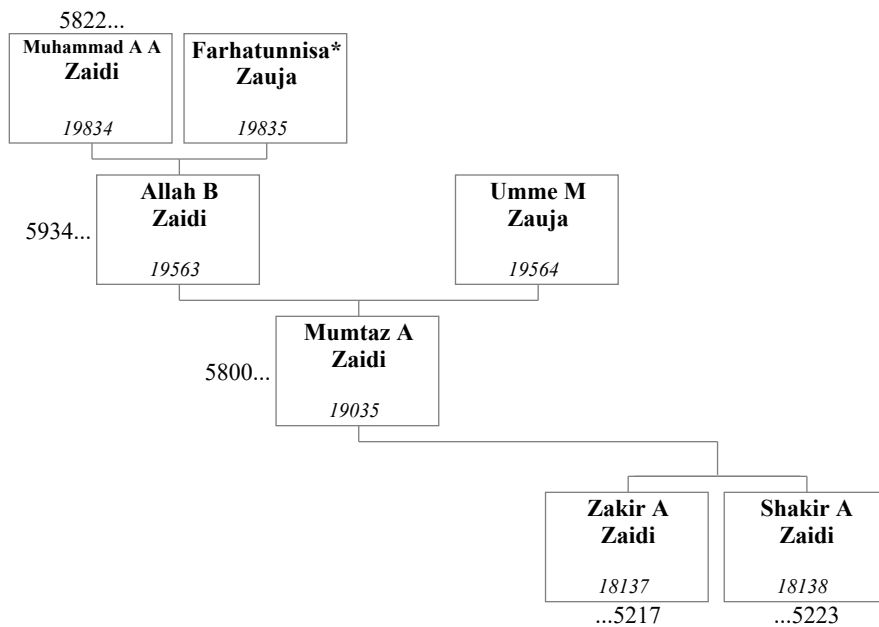 5822...
Muhammad A A
Zaidi
19834
Farhatunnisa*
Zauja
19835
5934...
Allah B
Zaidi
19563
Umme M
Zauja
19564
5800...
Mumtaz A
Zaidi
19035
Zakir A
Zaidi
18137
...5217
Shakir A
Zaidi
18138
...5223